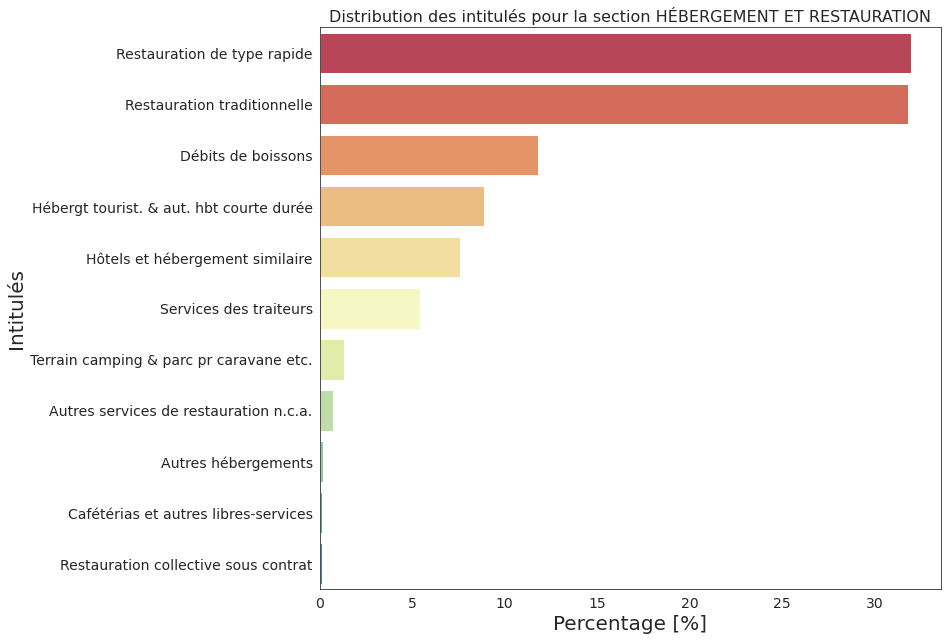 Distribution des intitulés pour la section HÉBERGEMENT ET RESTAURATION
Restauration de type rapide
Restauration traditionnelle
Débits de boissons
Hébergt tourist. & aut. hbt courte durée
Hôtels et hébergement similaire
Services des traiteurs
Terrain camping & parc pr caravane etc.
Autres services de restauration n.c.a.
Autres hébergements
Cafétérias et autres libres-services
Restauration collective sous contrat
Intitulés
0 5 10 15 20 25 30
Percentage [%]